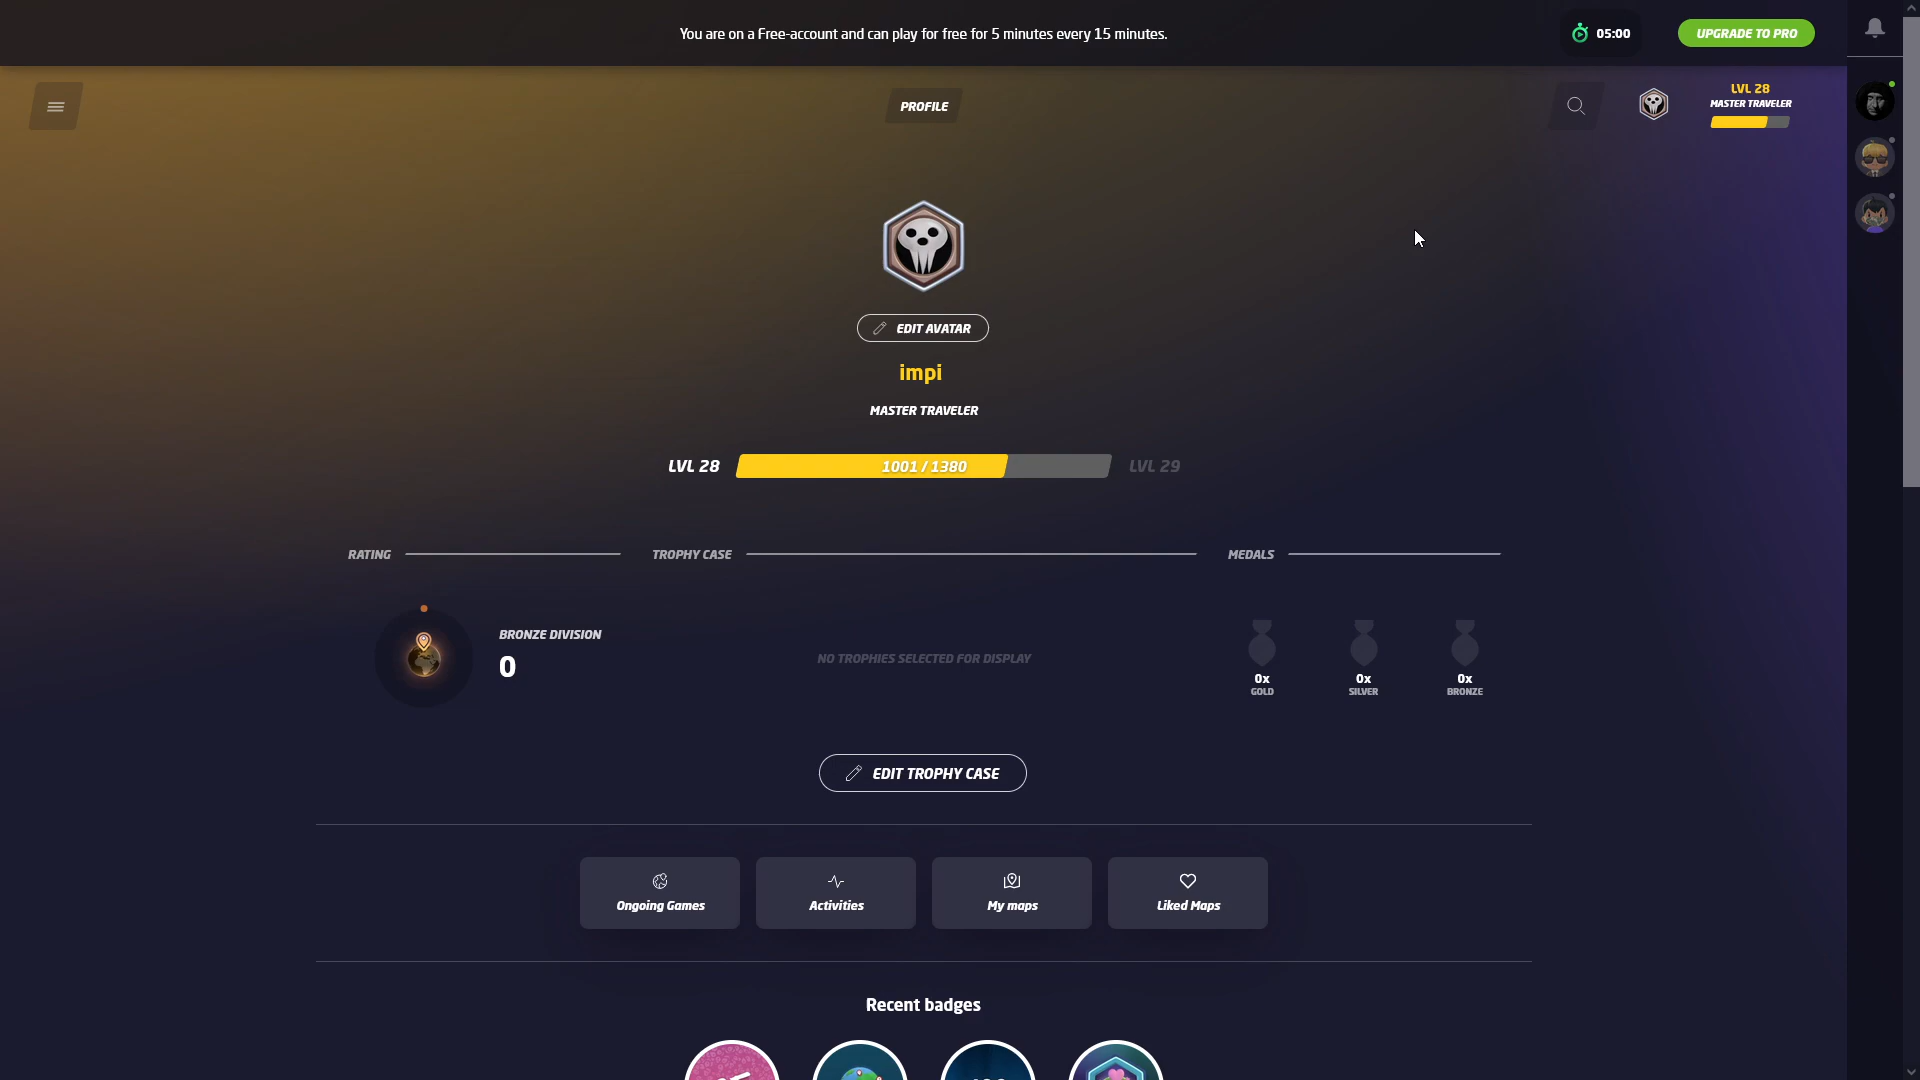 You are on a Free-account and can play for free for 5 minutes every 15 minutes.
05:00
UPGRADE TO PRO
PROFILE
LVL 28
MASTER TRAVELER
EDIT AVATAR
impi
MASTER TRAVELER
LVL 28
1001 / 1380
LVL 29
RATING
TROPHY CASE
MEDALS
BRONZE DIVISION
0
NO TROPHIES SELECTED FOR DISPLAY
0x
GOLD
0x
SILVER
0x
BRONZE
EDIT TROPHY CASE
Ongoing Games
Activities
My maps
Liked Maps
Recent badges